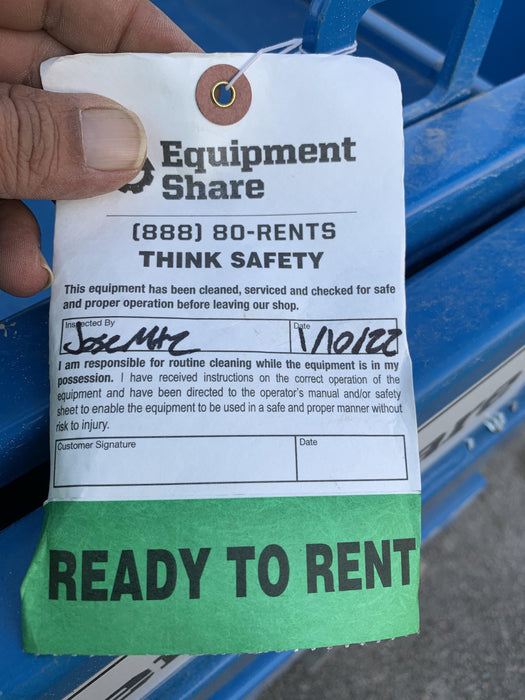 Equipment
Share
(888) 80-RENTS
THINK SAFETY
This equipment has been cleaned, serviced and checked for safe
and proper operation before leaving our shop.
Inspected By
Jose
Date
1/10/22
I am responsible for routine cleaning while the equipment is in my
possession. I have received instructions on the correct operation of the
equipment and have been directed to the operator's manual and/or safety
sheet to enable the equipment to be used in a safe and proper manner without
risk to injury.
Customer Signature
Date
READY TO RENT